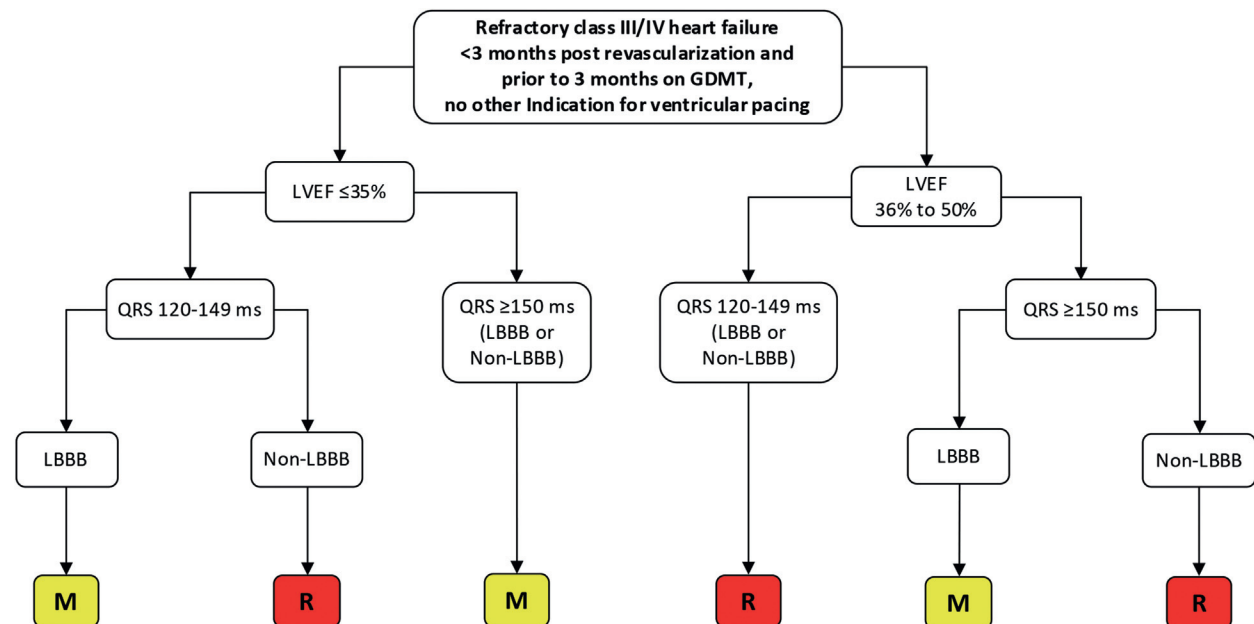 Refractory class III/IV heart failure
<3 months post revascularization and
prior to 3 months on GDMT,
no other Indication for ventricular pacing
LVEF ≤35%
LVEF
36% to 50%
QRS 120-149 ms
QRS ≥150 ms
(LBBB or
Non-LBBB)
QRS 120-149 ms
(LBBB or
Non-LBBB)
QRS ≥150 ms
LBBB
Non-LBBB
LBBB
Non-LBBB
M
R
M
R
M
R